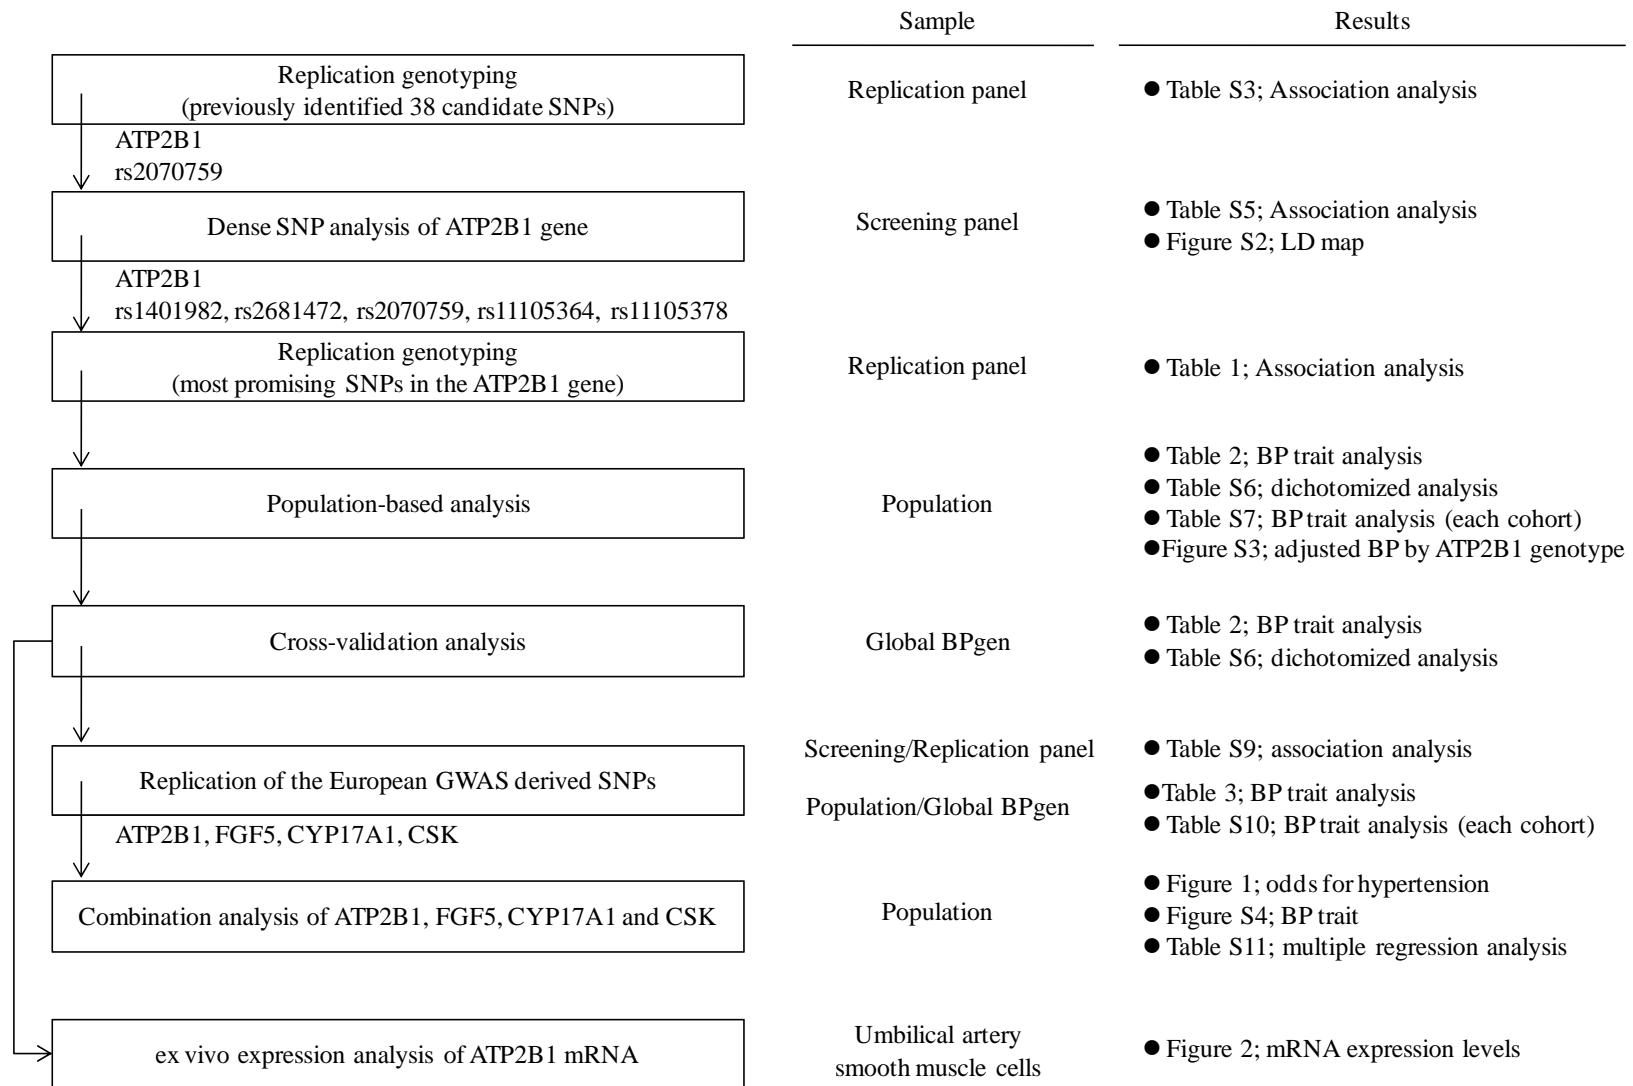 Sample
Results
Replication genotyping
(previously identified 38 candidate SNPs)
Replication panel
● Table S3; Association analysis
ATP2B1
rs2070759
Dense SNP analysis of ATP2B1 gene
Screening panel
● Table S5; Association analysis
● Figure S2; LD map
ATP2B1
rs1401982, rs2681472, rs2070759, rs11105364, rs11105378
Replication genotyping
(most promising SNPs in the ATP2B1 gene)
Replication panel
● Table 1; Association analysis
Population-based analysis
Population
● Table 2; BP trait analysis
● Table S6; dichotomized analysis
● Table S7; BP trait analysis (each cohort)
●Figure S3; adjusted BP by ATP2B1 genotype
Cross-validation analysis
Global BPgen
● Table 2; BP trait analysis
● Table S6; dichotomized analysis
Replication of the European GWAS derived SNPs
Screening/Replication panel
● Table S9; association analysis
Population/Global BPgen
●Table 3; BP trait analysis
● Table S10; BP trait analysis (each cohort)
ATP2B1, FGF5, CYP17A1, CSK
Combination analysis of ATP2B1, FGF5, CYP17A1 and CSK
Population
● Figure 1; odds for hypertension
● Figure S4; BP trait
● Table S11; multiple regression analysis
ex vivo expression analysis of ATP2B1 mRNA
Umbilical artery
smooth muscle cells
● Figure 2; mRNA expression levels